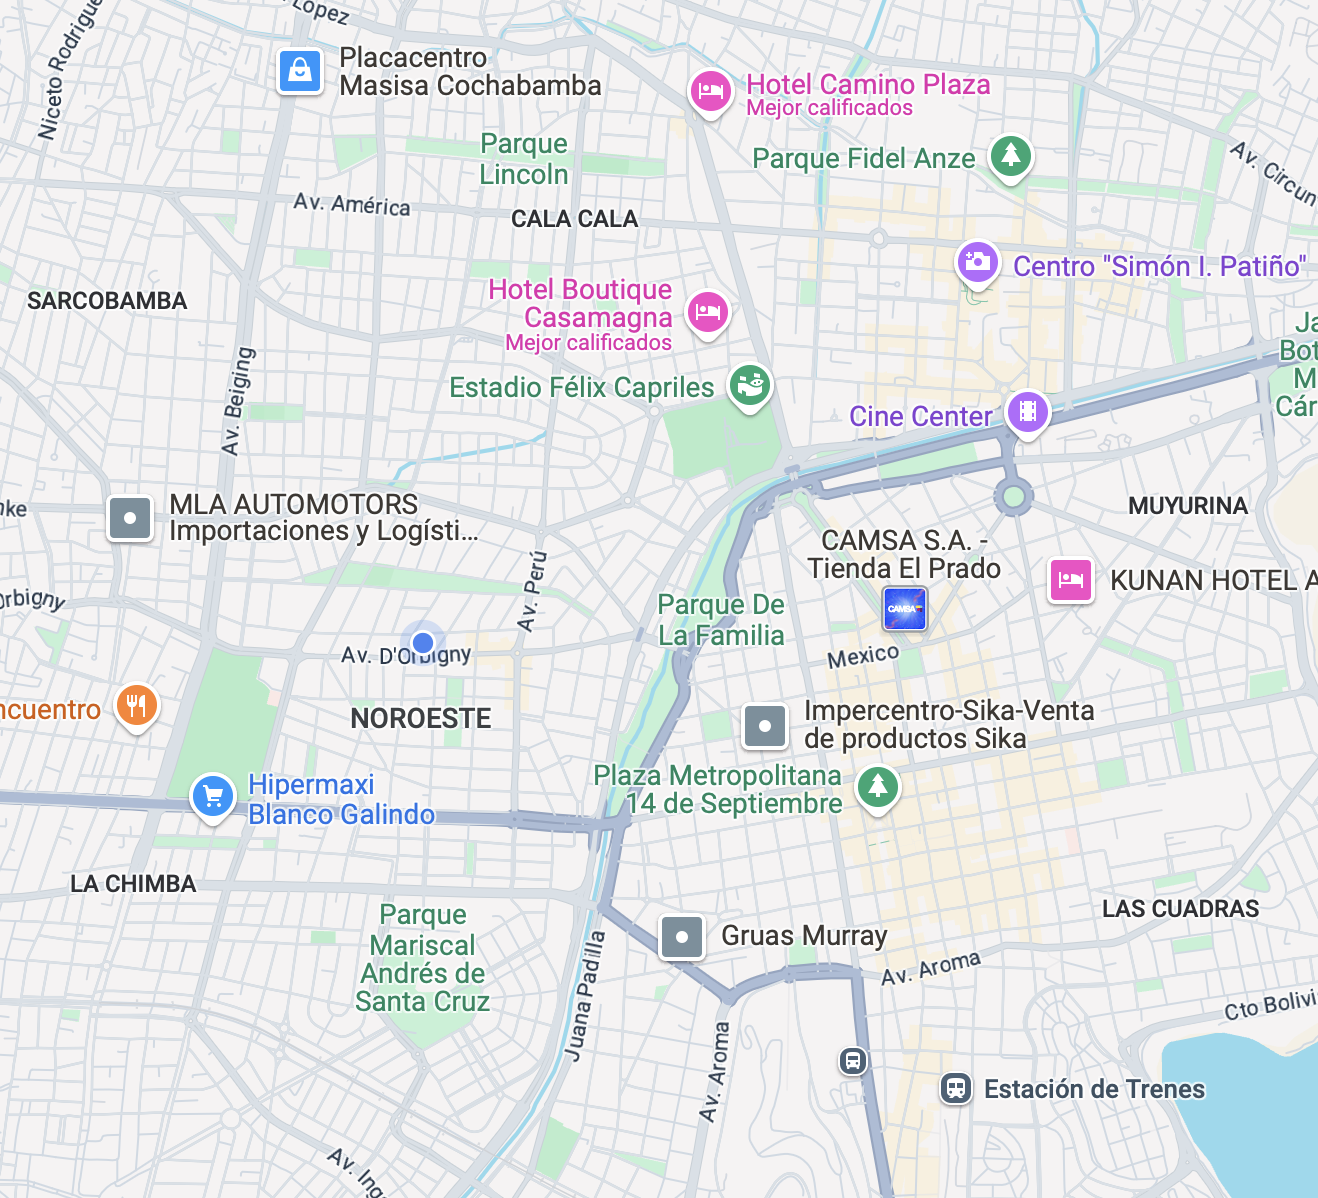 López
Niceto Rodrígue
Placacentro
Masisa Cochabamba
Hotel Camino Plaza
Mejor calificados
Parque
Lincoln
Parque Fidel Anze
Av. Circun
Av. América
CALA CALA
Centro "Simón I. Patiño"
SARCOBAMBA
Hotel Boutique
Casamagna
Mejor calificados
Ja
Bot
M
Cár
Estadio Félix Capriles
Av. Beiging
Cine Center
MLA AUTOMOTORS
Importaciones y Logísti...
nke
MUYURINA
CAMSA S.A. -
Tienda El Prado
CAMSA
KUNAN HOTEL A
Orbigny
Av. Perú
Parque De
La Familia
Av. D'Orbigny
Mexico
ncuentro
NOROESTE
Impercentro-Sika-Venta
de productos Sika
Hipermaxi
Blanco Galindo
Plaza Metropolitana
14 de Septiembre
LA CHIMBA
LAS CUADRAS
Parque
Mariscal
Andrés de
Santa Cruz
Gruas Murray
Juana Padilla
Av. Aroma
Cto Bolivi
Av. Aroma
Estación de Trenes
Av. Ing